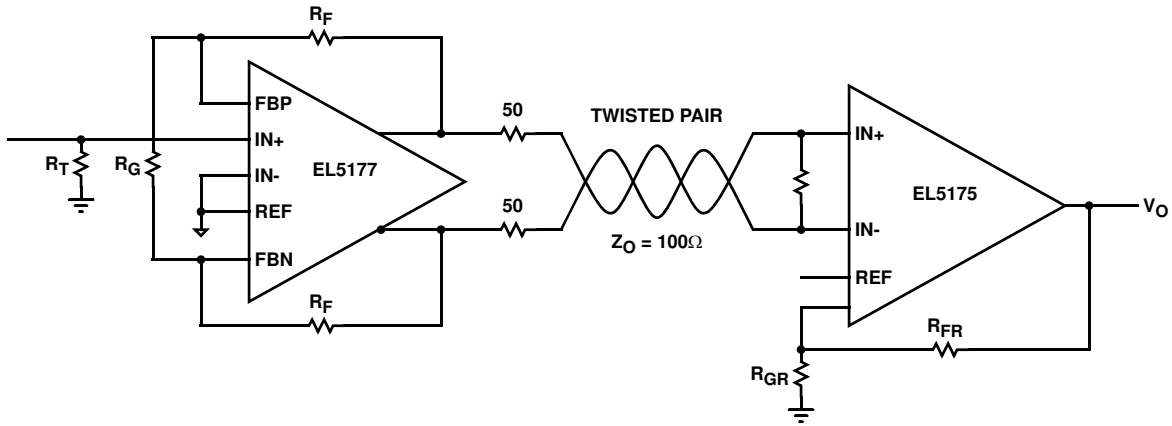 R_F
FBP
IN+
R_T
R_G
IN-
REF
FBN
EL5177
R_F
50
50
TWISTED PAIR
Z_O = 100Ω
IN+
IN-
REF
EL5175
V_O
R_FR
R_GR